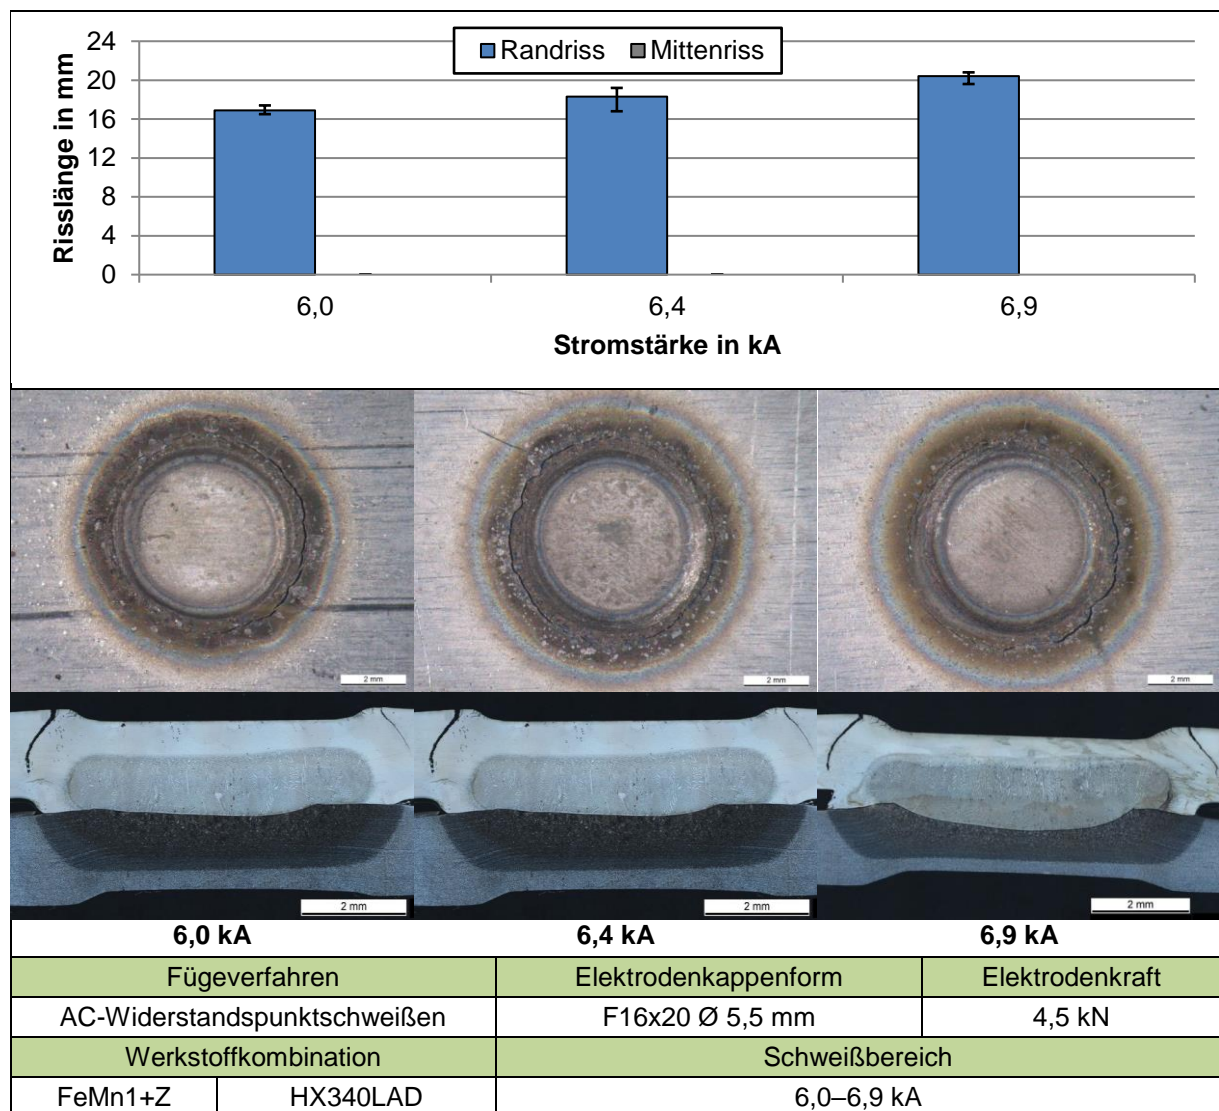 Randriss Mittenriss
24
20
16
12
8
4
0
Risslänge in mm
6,0 6,4 6,9
Stromstärke in kA
2 mm 2 mm 2 mm
2 mm 2 mm 2 mm
6,0 kA 6,4 kA 6,9 kA
Fügeverfahren Elektrodenkappenform Elektrodenkraft
AC-Widerstandspunktschweißen F16x20 Ø 5,5 mm 4,5 kN
Werkstoffkombination Schweißbereich
FeMn1+Z HX340LAD 6,0–6,9 kA